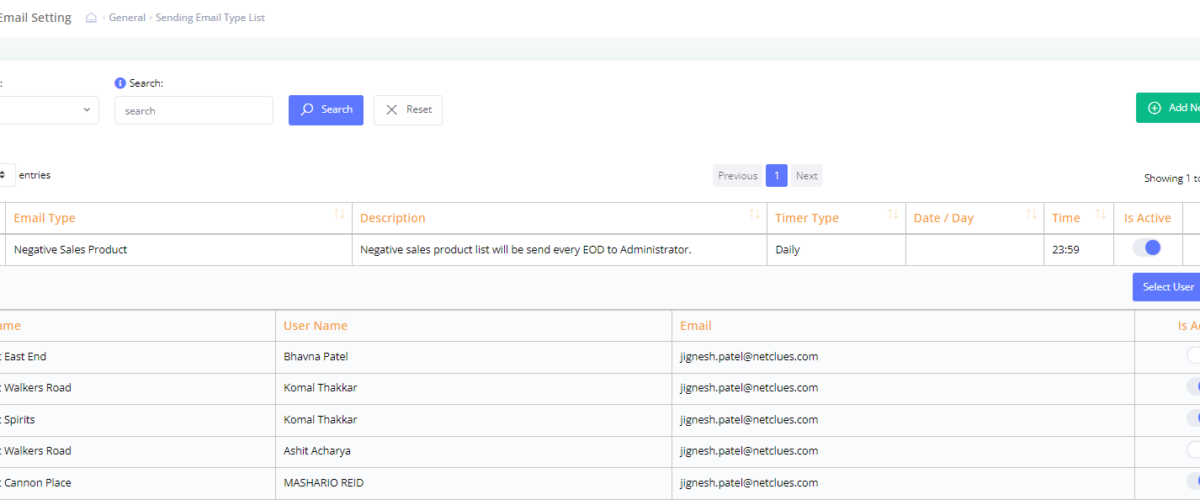 Email Setting General Sending Email Type List
: Search:
search Search Reset Add
entries Previous 1 Next Showing 1
Email Type Description Timer Type Date / Day Time Is Active
Negative Sales Product Negative sales product list will be send every EOD to Administrator. Daily 23:59
Select User
User Name Email Is
East End Bhavna Patel jignesh.patel@netclues.com
Walkers Road Komal Thakkar jignesh.patel@netclues.com
Spirits Komal Thakkar jignesh.patel@netclues.com
Walkers Road Ashit Acharya jignesh.patel@netclues.com
Cannon Place MASHARIO REID jignesh.patel@netclues.com